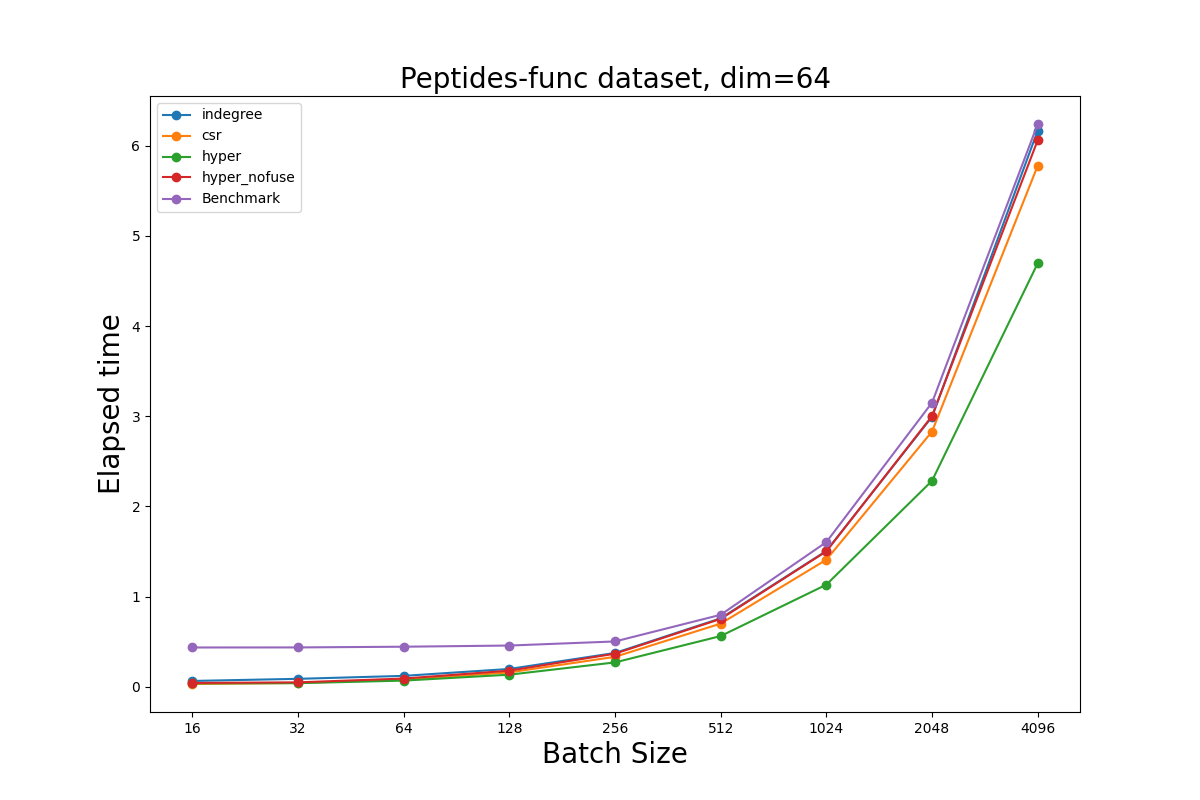 Peptides-func dataset, dim=64
indegree
csr
hyper
hyper_nofuse
Benchmark
Elapsed time
6
5
4
3
2
1
0
16 32 64 128 256 512 1024 2048 4096
Batch Size